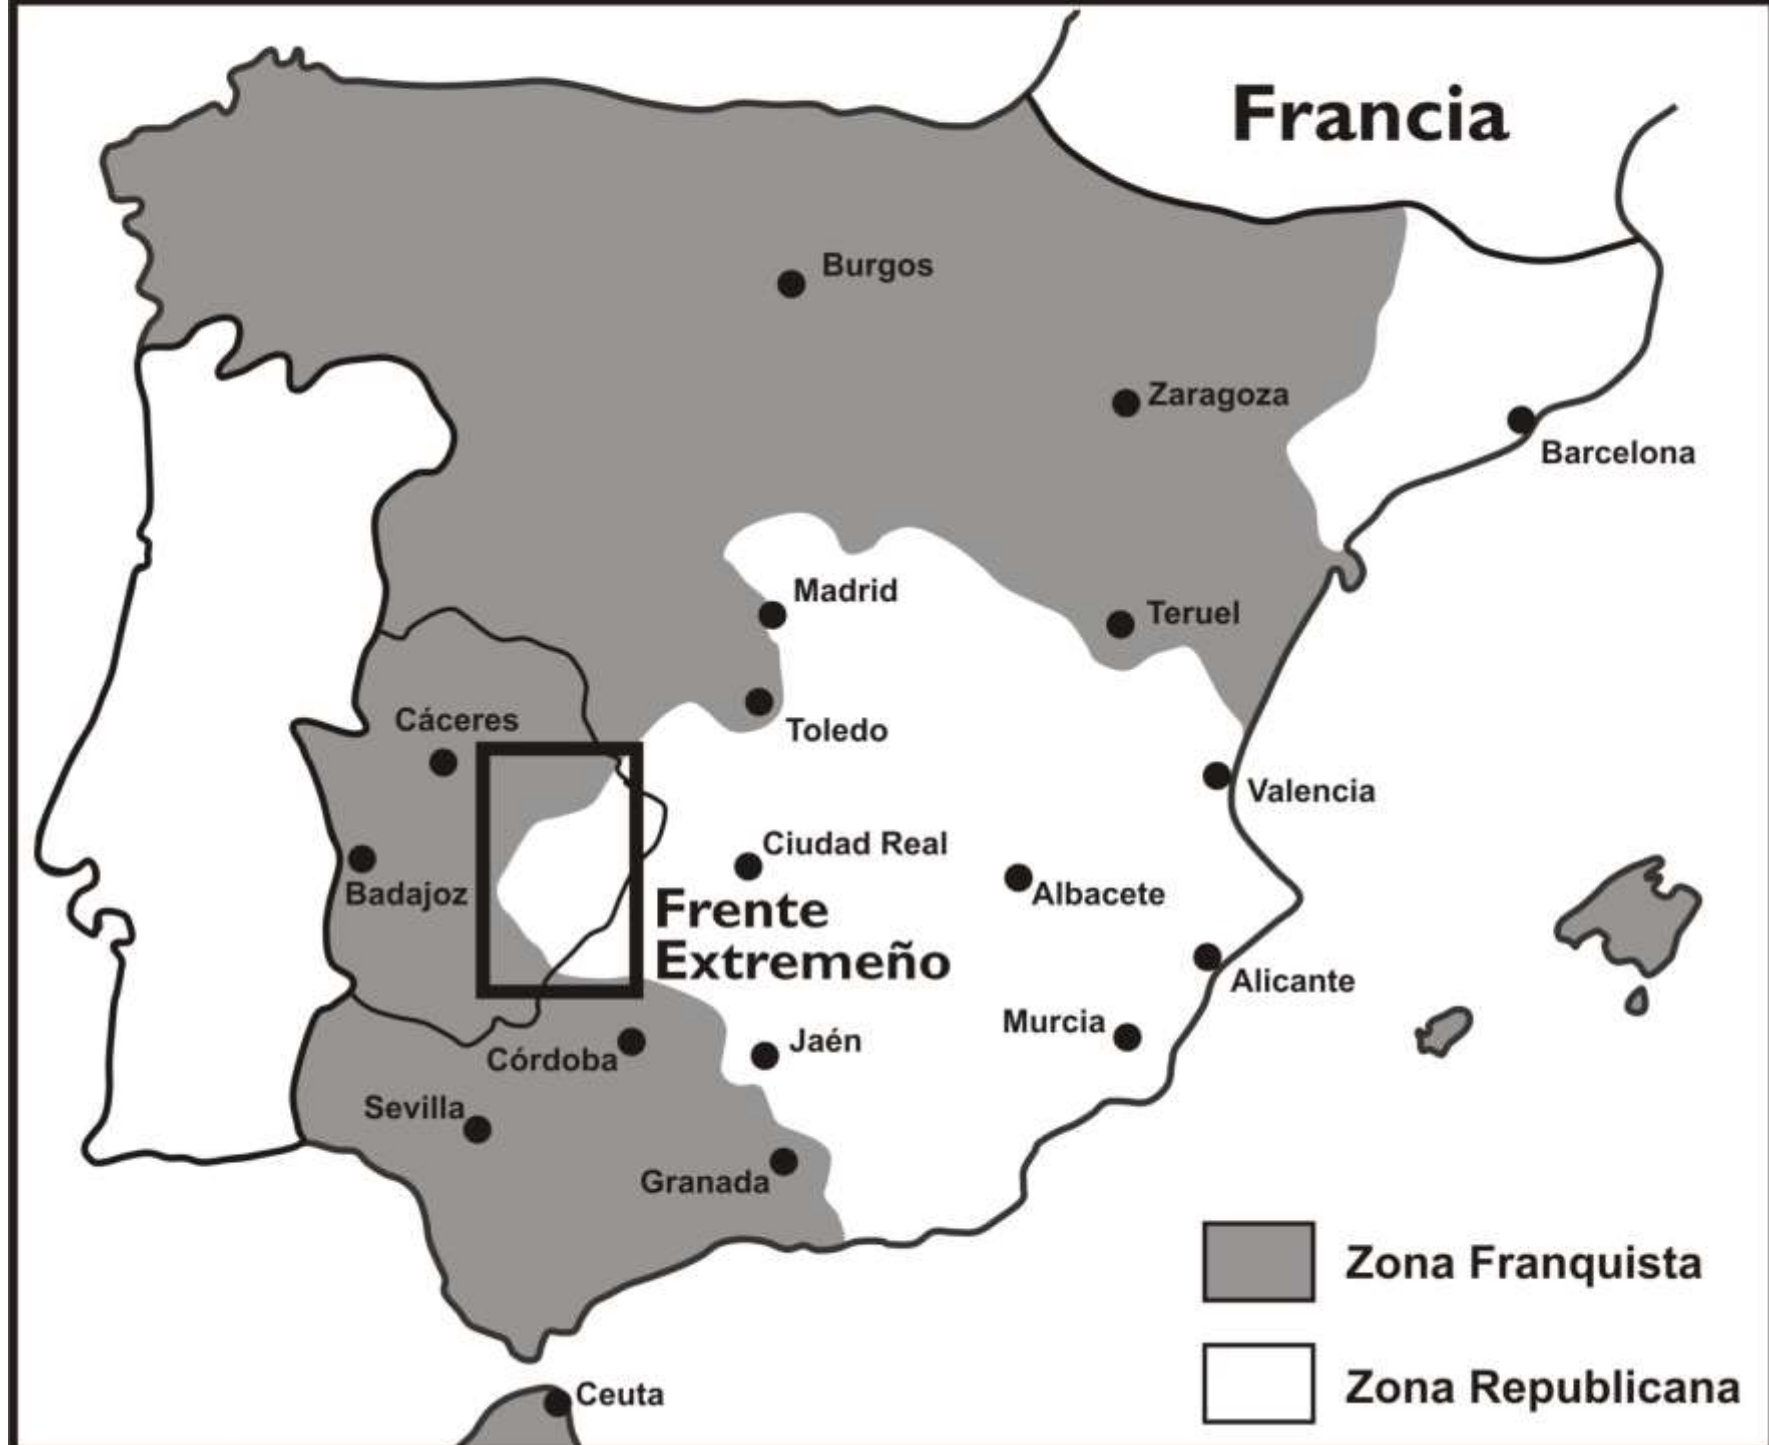 Francia
Burgos
Zaragoza
Barcelona
Madrid
Teruel
Cáceres
Toledo
Valencia
Ciudad Real
Badajoz
Albacete
Frente
Extremeño
Alicante
Murcia
Jaén
Córdoba
Sevilla
Granada
Zona Franquista
Zona Republicana
Ceuta